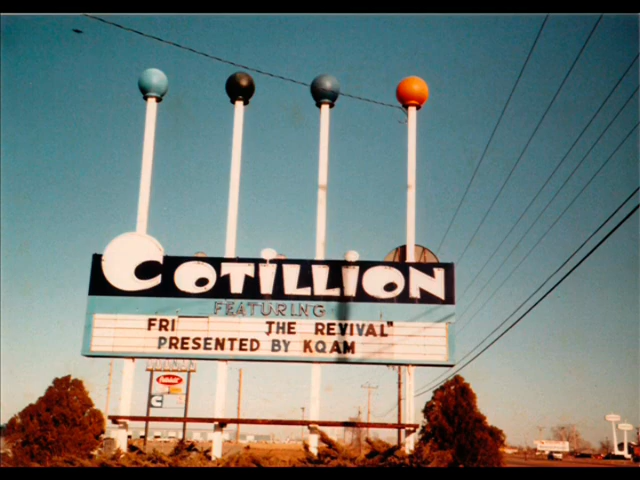 COTILLION
FEATURING
FRI THE REVIVAL"
PRESENTED BY KQAM